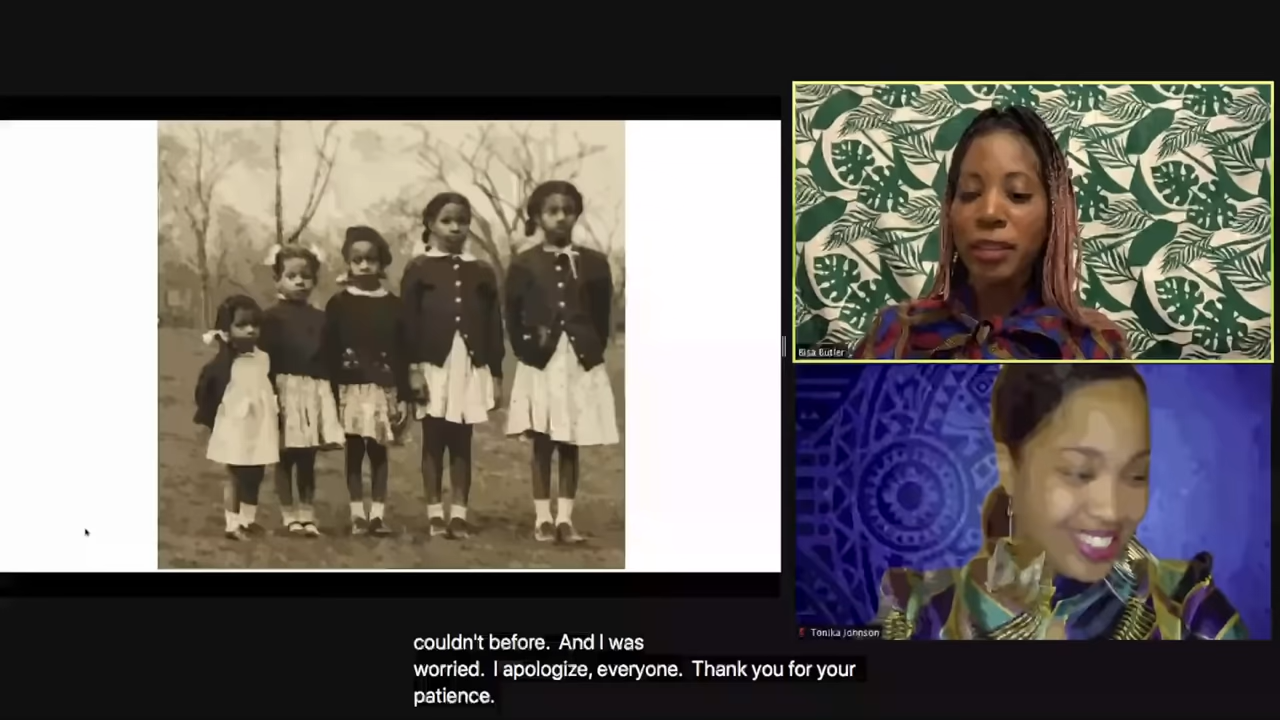 Bisa Butler
Tonika Johnson
couldn't before.  And I was
worried.  I apologize, everyone.  Thank you for your
patience.